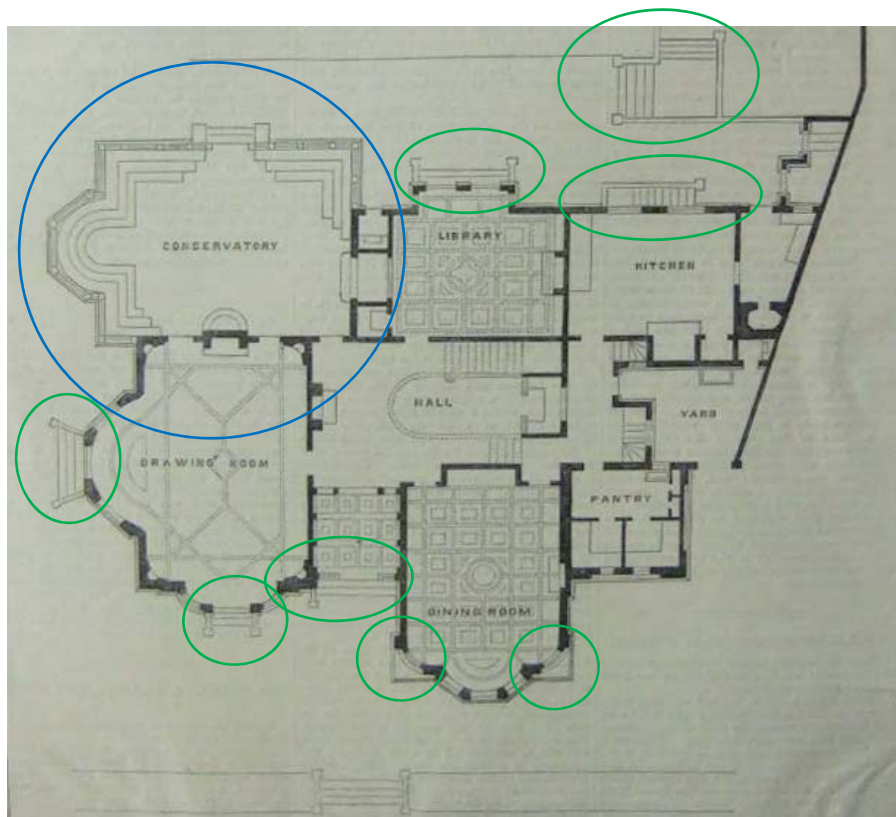 CONSERVATORY
LIBRARY
KITCHEN
HALL
YARD
DRAWING ROOM
PANTRY
DINING ROOM